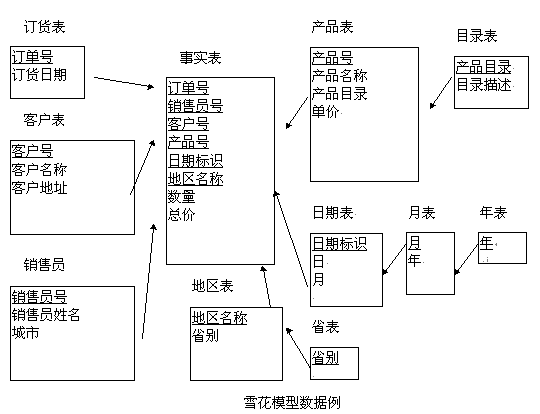 订货表
订单号
订货日期
客户表
客户号
客户名称
客户地址
销售员
销售员号
销售员姓名
城市
事实表
订单号
销售员号
客户号
产品号
日期标识
地区名称
数量
总价
地区表
地区名称
省别
产品表
产品号
产品名称
产品目录
单价
目录表
产品目录
目录描述
日期表
日期标识
日
月
月表
月
年
年表
年
省表
省别
雪花模型数据例